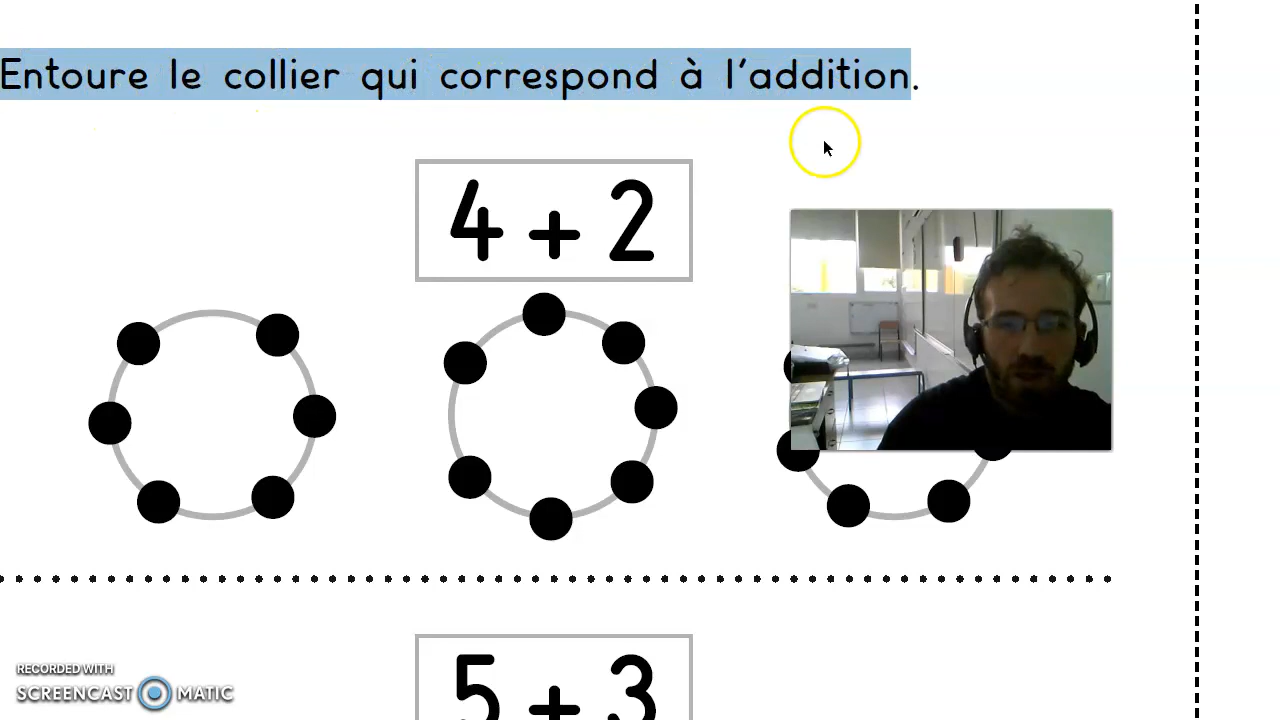 Entoure le collier qui correspond à l'addition.
4 + 2
5 + 3
RECORDED WITH
SCREENCAST MATIC